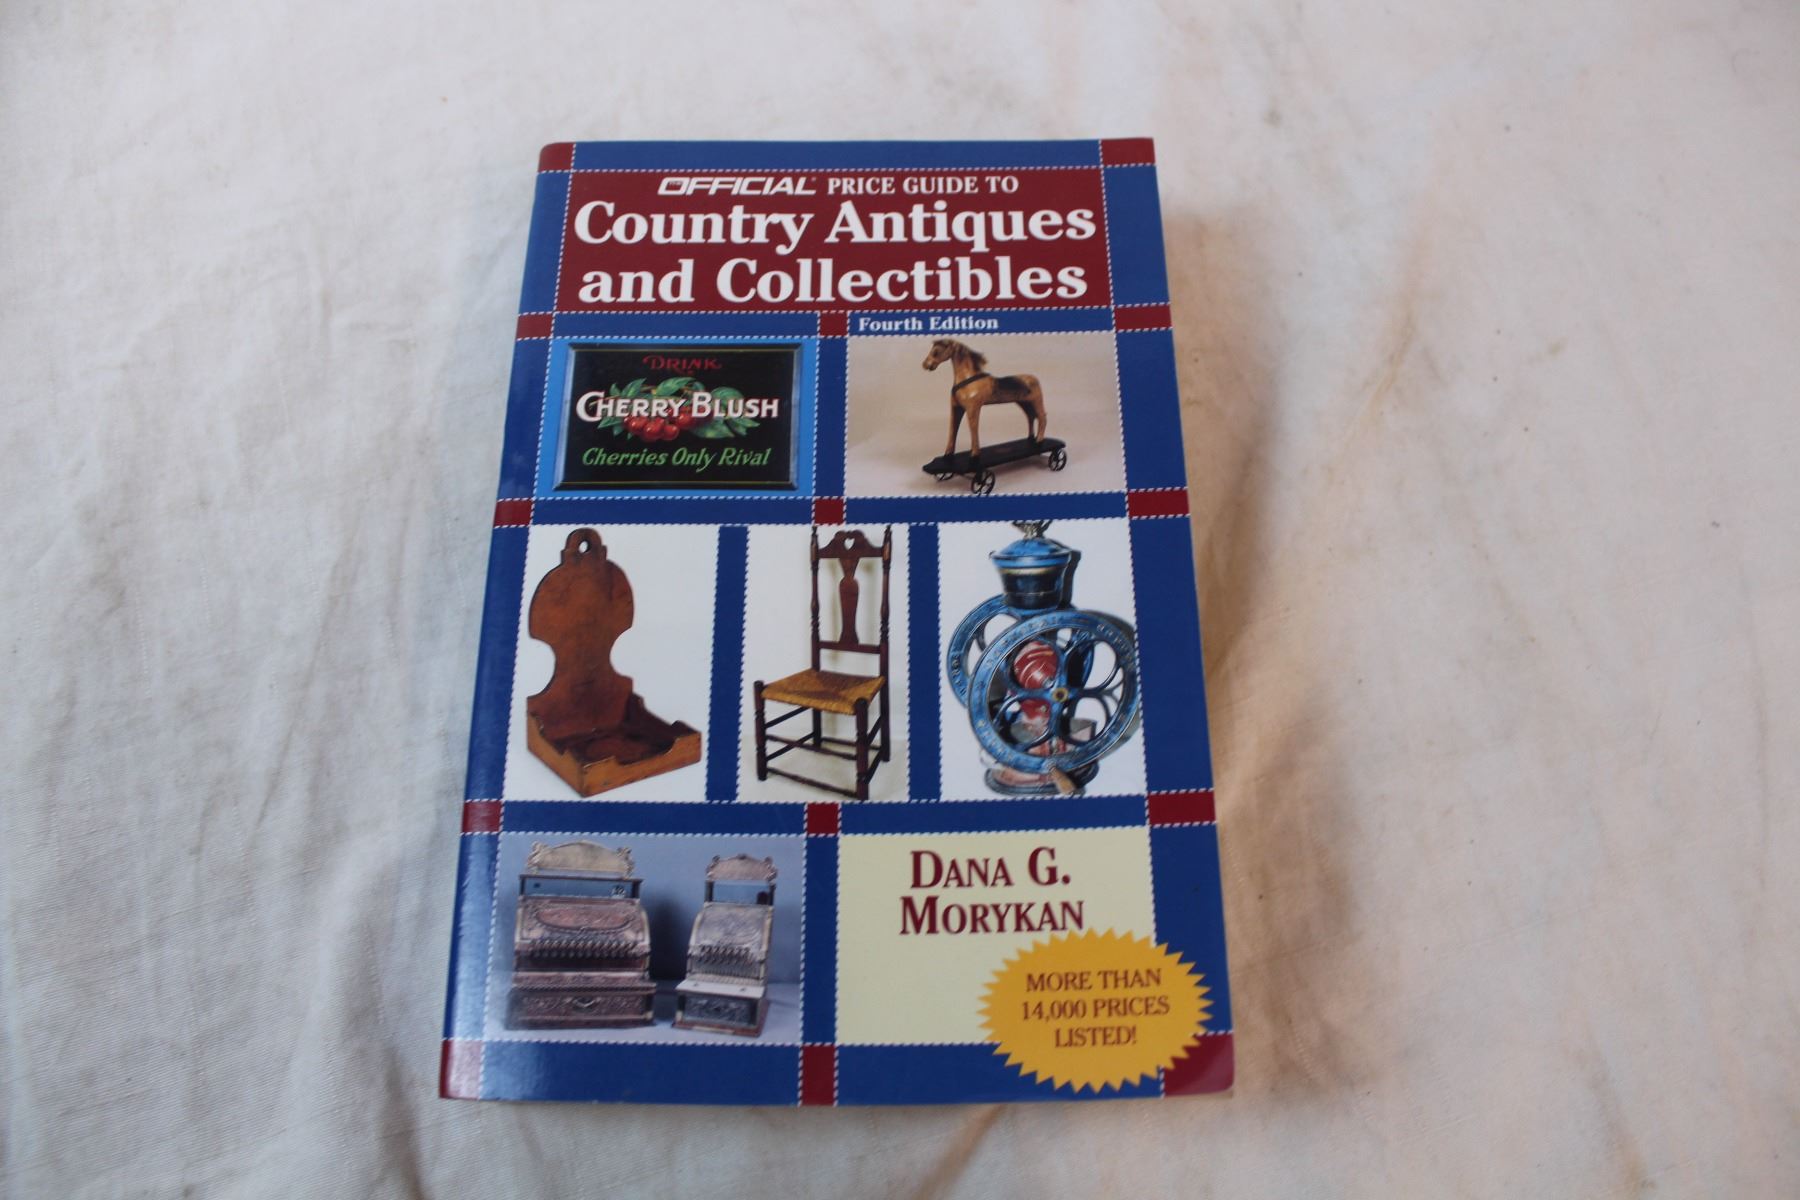 THE OFFICIAL® PRICE GUIDE TO
Country Antiques
and Collectibles
Fourth Edition
DRINK
CHERRY BLUSH
Cherries Only Rival
DANA G.
MORYKAN
MORE THAN
14,000 PRICES
LISTED!